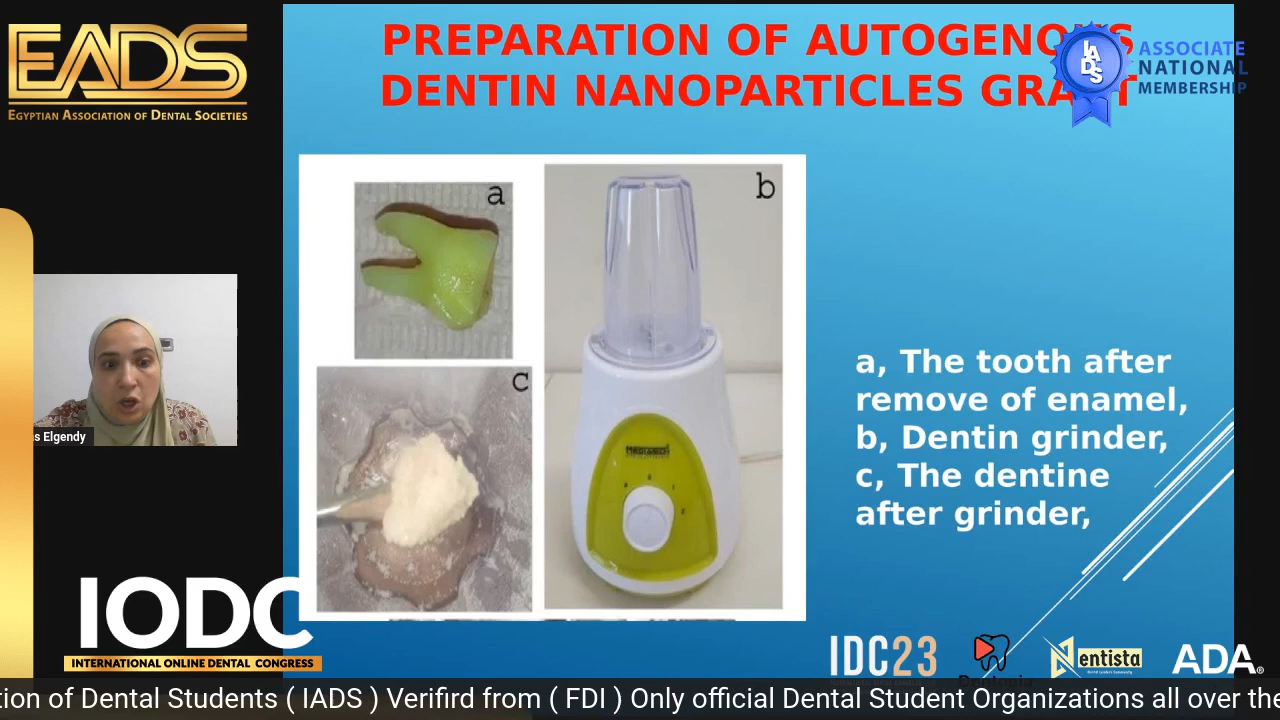 EADS
EGYPTIAN ASSOCIATION OF DENTAL SOCIETIES
PREPARATION OF AUTOGENOUS
DENTIN NANOPARTICLES GRAFT
IADS
ASSOCIATE
NATIONAL
MEMBERSHIP
a
b
c
a, The tooth after
remove of enamel,
b, Dentin grinder,
c, The dentine
after grinder,
s Elgendy
IODC
INTERNATIONAL ONLINE DENTAL CONGRESS
IDC23
entista
ADA
tion of Dental Students ( IADS ) Verifird from ( FDI ) Only official Dental Student Organizations all over the